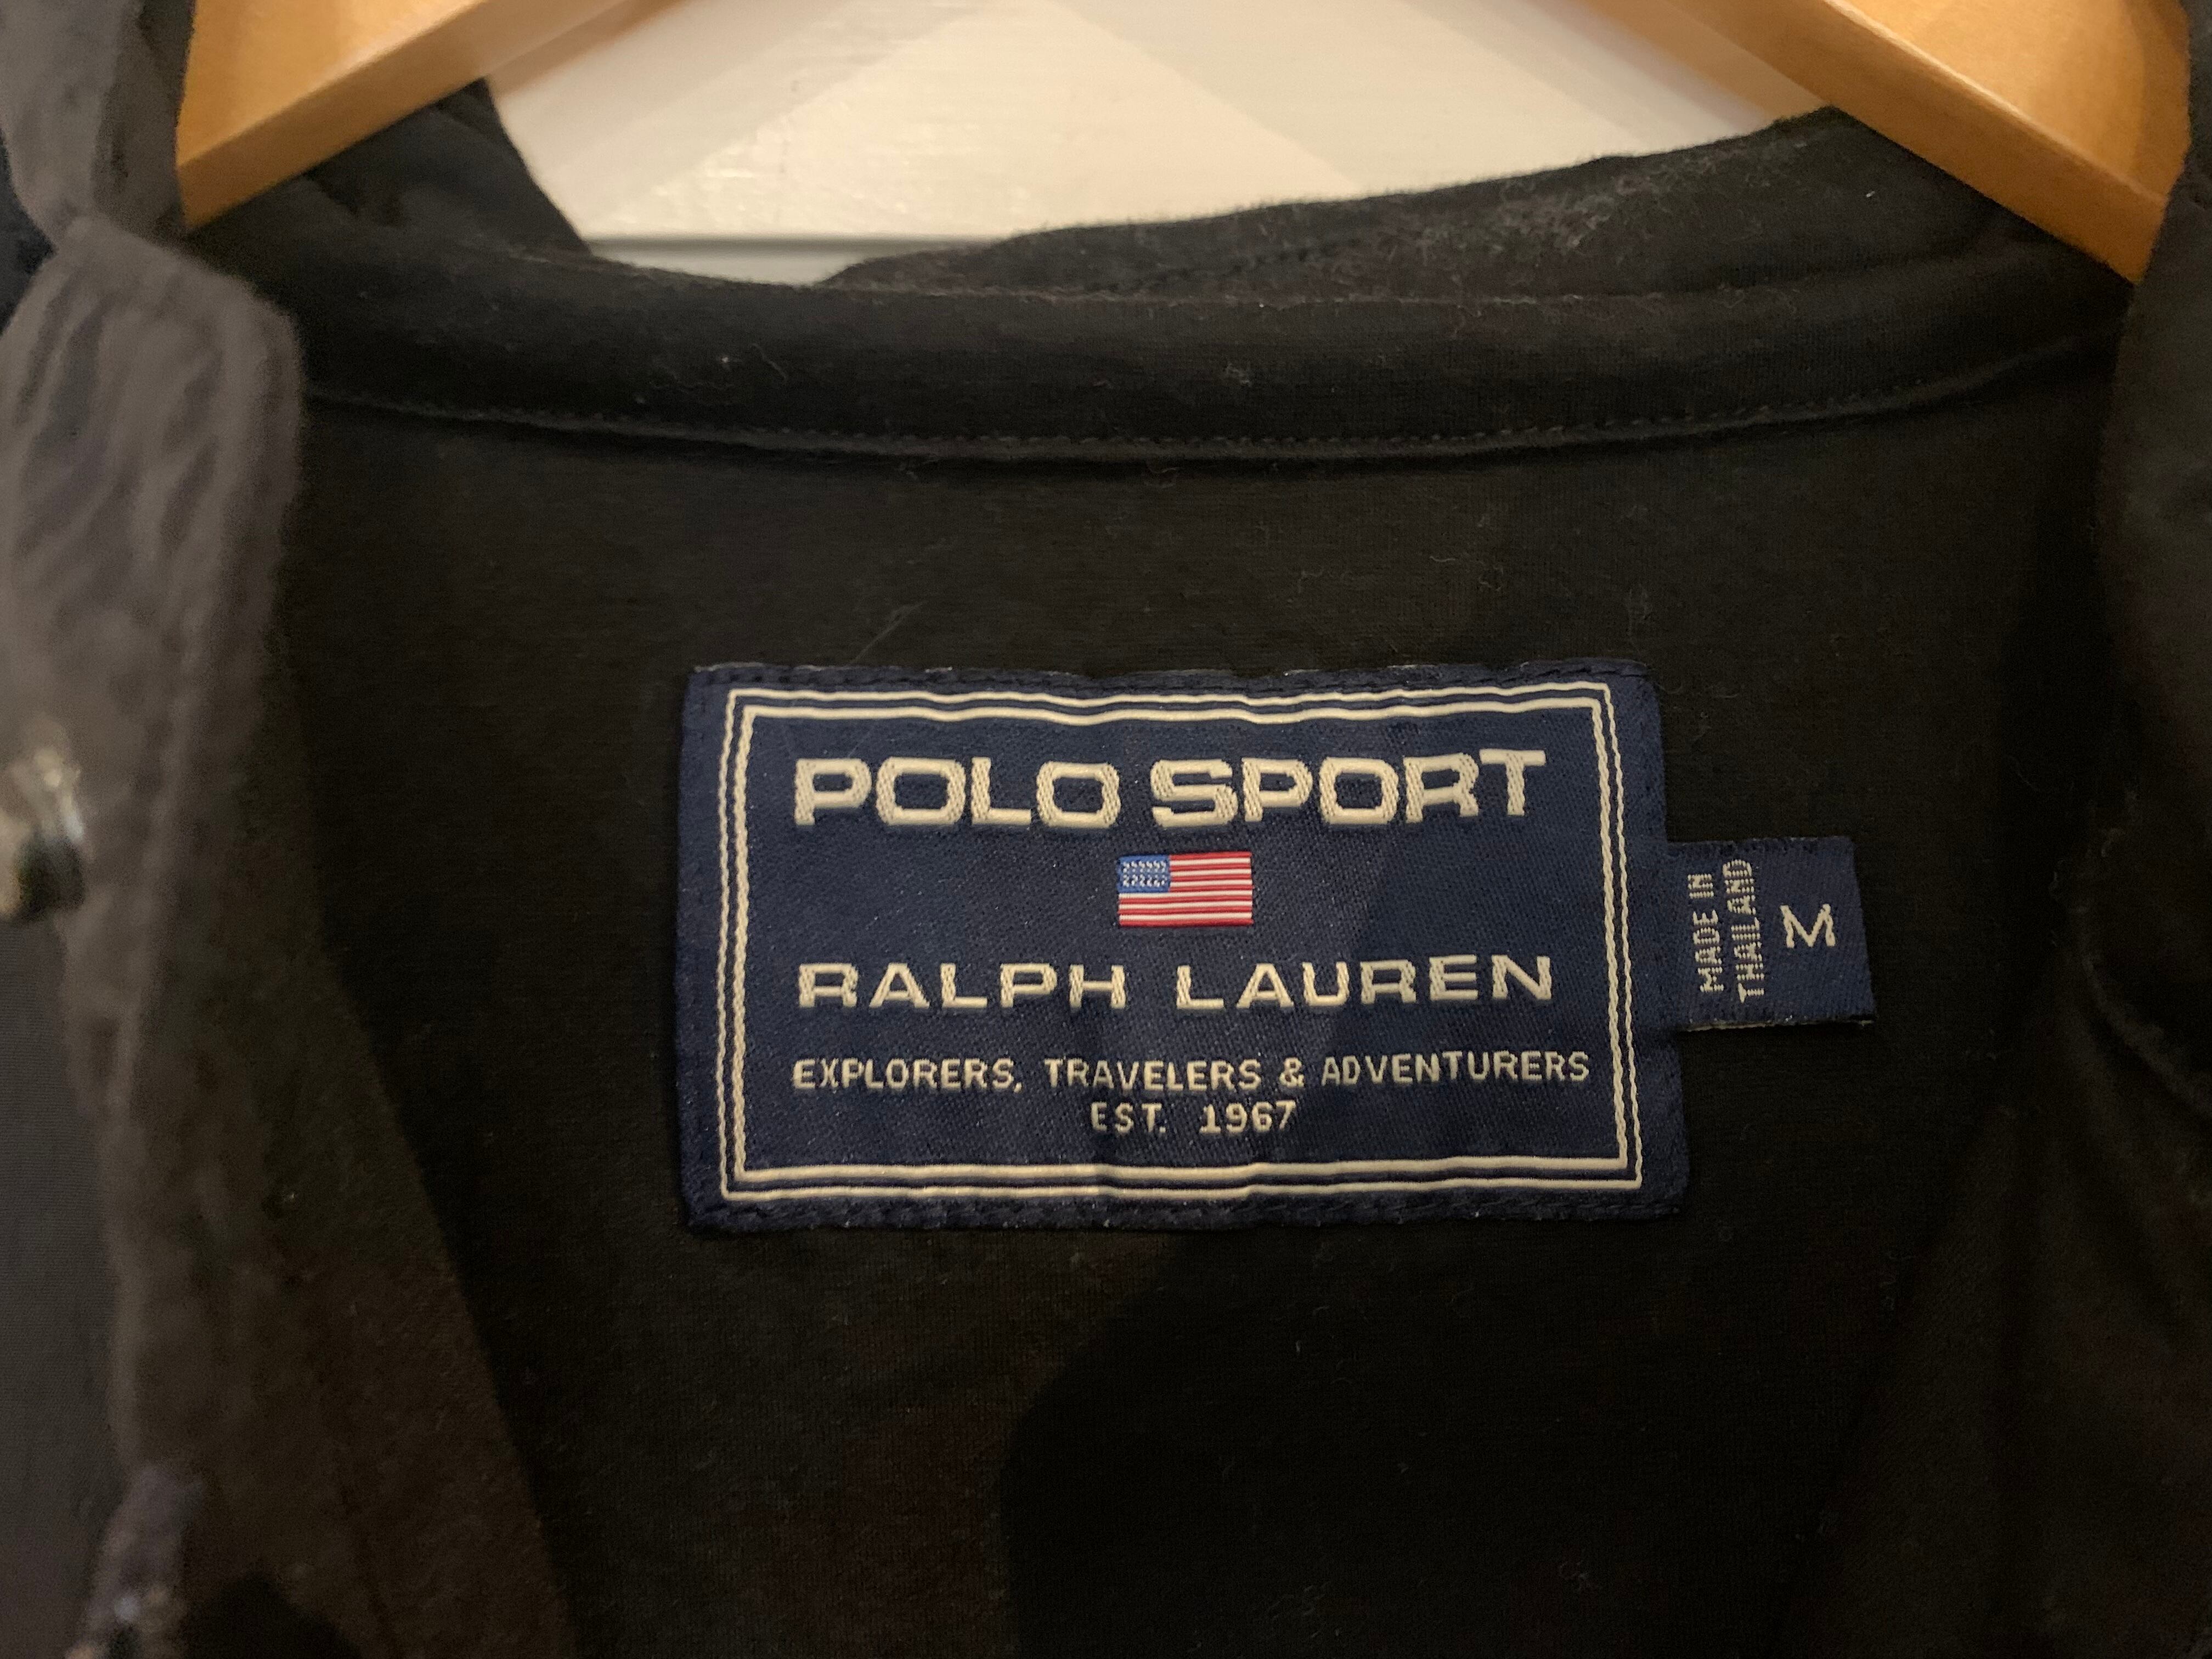 POLO SPORT
RALPH LAUREN
EXPLORERS, TRAVELERS & ADVENTURERS
EST. 1967
MADE IN
THAILAND
M